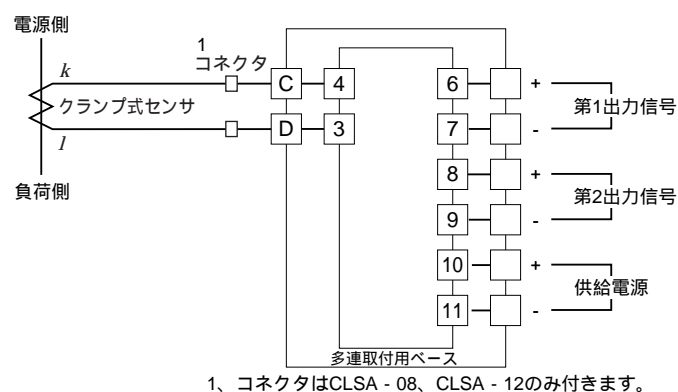 電源側
k
1
コネクタ
C
4
クランプ式センサ
l
D
3
負荷側
6
+
第1出力信号
7
-
8
+
第2出力信号
9
-
10
+
供給電源
11
-
多連取付用ベース
1、コネクタはCLSA - 08、CLSA - 12のみ付きます。